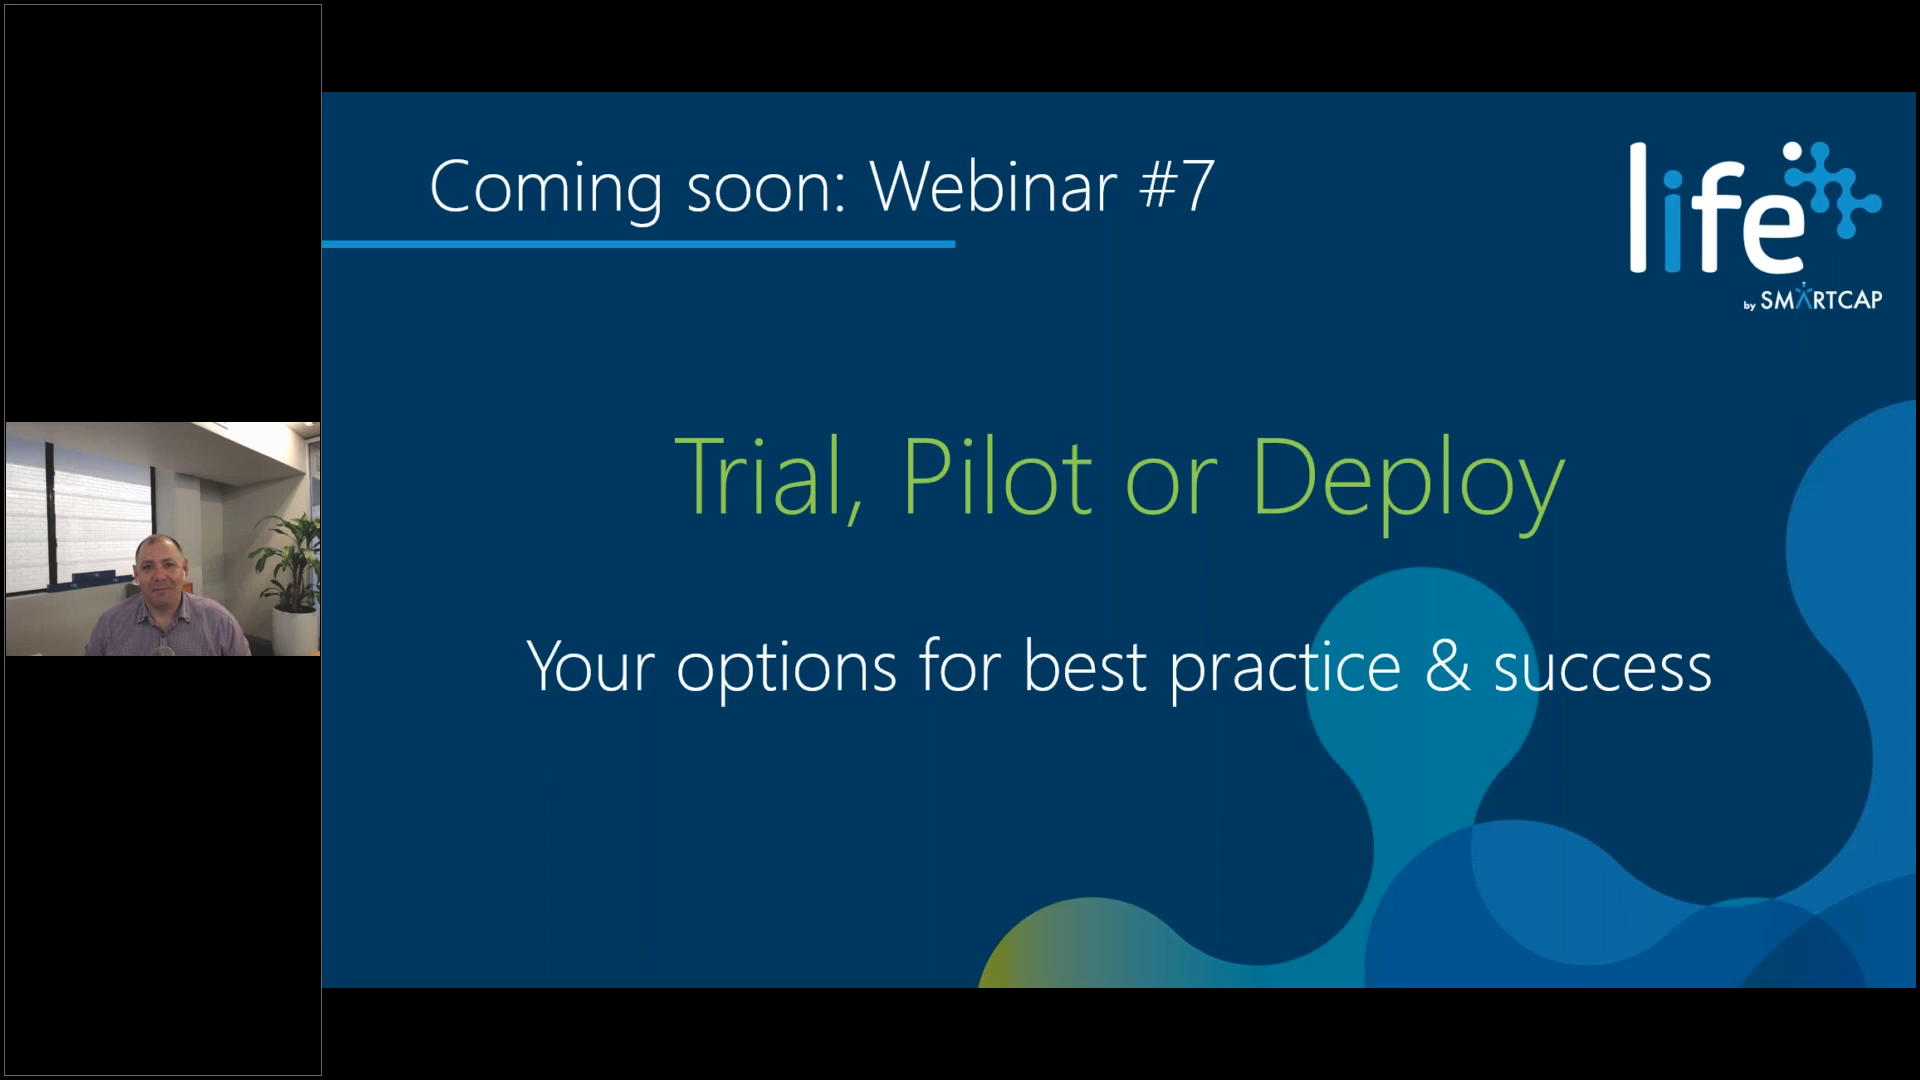 Coming soon: Webinar #7
life
by SMARTCAP
Trial, Pilot or Deploy
Your options for best practice & success